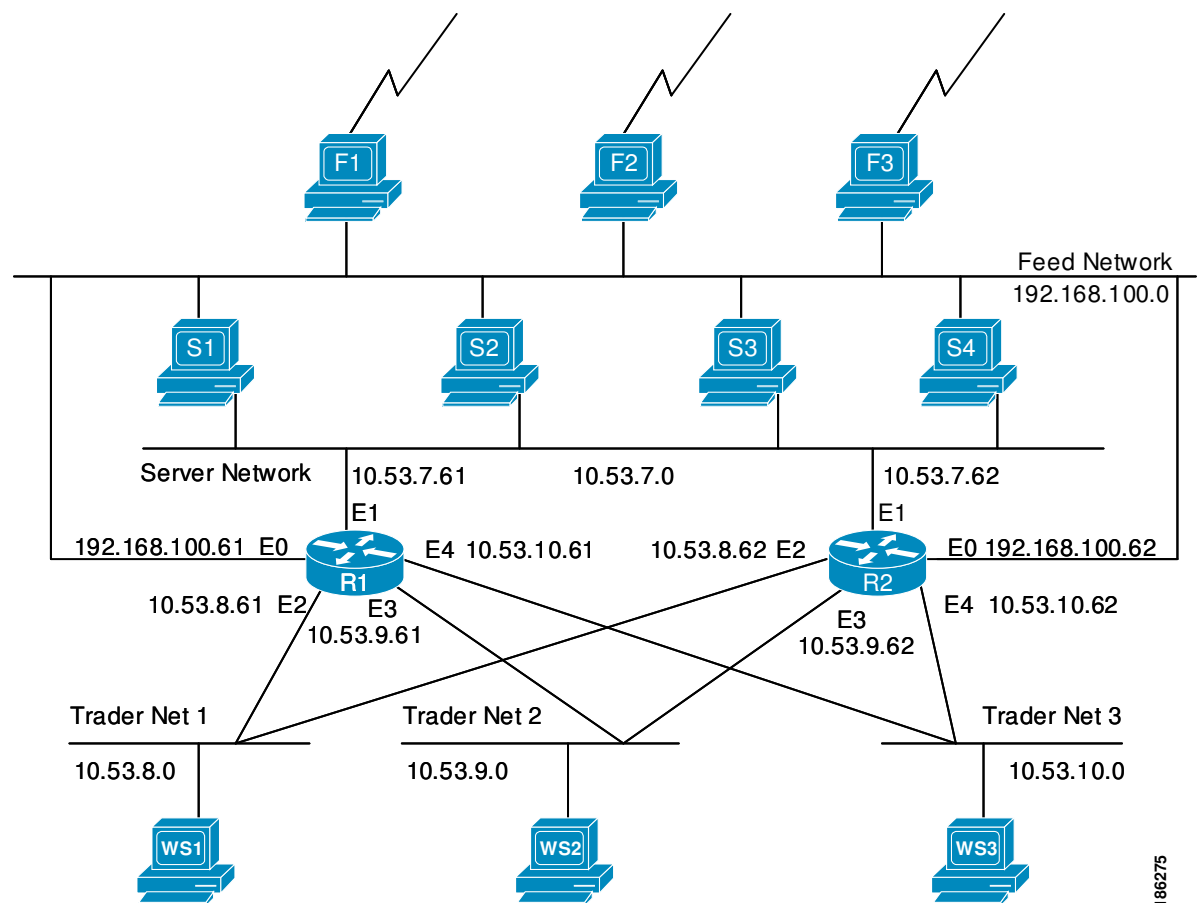 F1
F2
F3
Feed Network
192.168.100.0
S1
S2
S3
S4
Server Network
10.53.7.61
10.53.7.0
10.53.7.62
E1
E1
192.168.100.61 E0
E4 10.53.10.61
10.53.8.62 E2
E0 192.168.100.62
R1
R2
10.53.8.61 E2
E3
10.53.9.61
E3
10.53.9.62
E4 10.53.10.62
Trader Net 1
Trader Net 2
Trader Net 3
10.53.8.0
10.53.9.0
10.53.10.0
WS1
WS2
WS3
186275